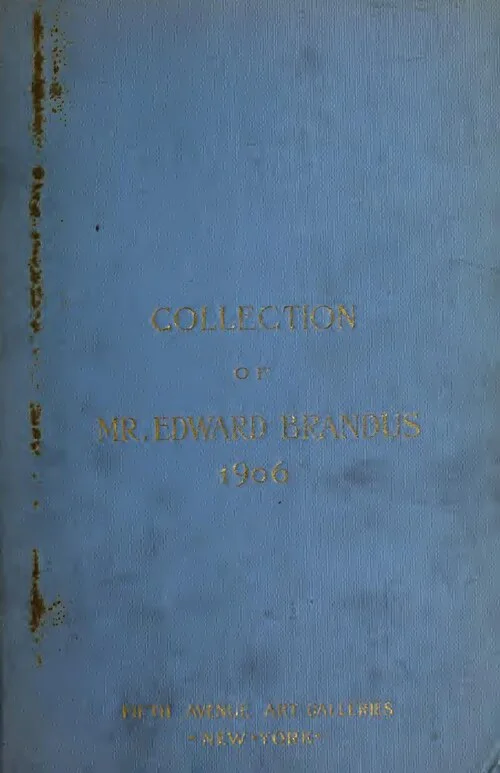 COLLECTION
OF
MR. EDWARD BRANDUS
1906
FIFTH AVENUE ART GALLERIES
NEW YORK